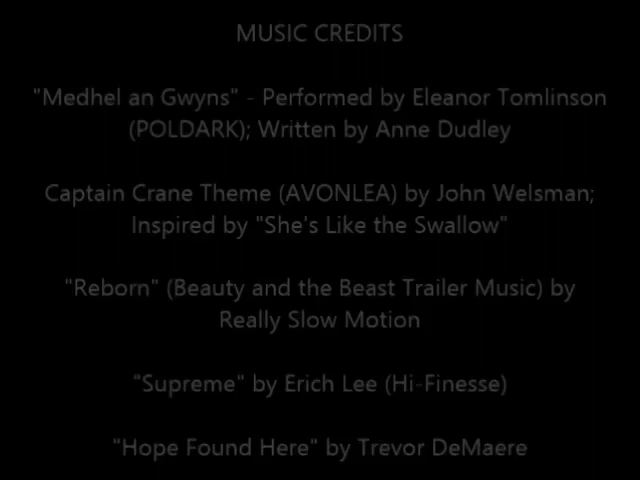 MUSIC CREDITS
"Medhel an Gwyns" - Performed by Eleanor Tomlinson
(POLDARK); Written by Anne Dudley
Captain Crane Theme (AVONLEA) by John Welsman;
Inspired by "She's Like the Swallow"
"Reborn" (Beauty and the Beast Trailer Music) by
Really Slow Motion
"Supreme" by Erich Lee (Hi-Finesse)
"Hope Found Here" by Trevor DeMaere